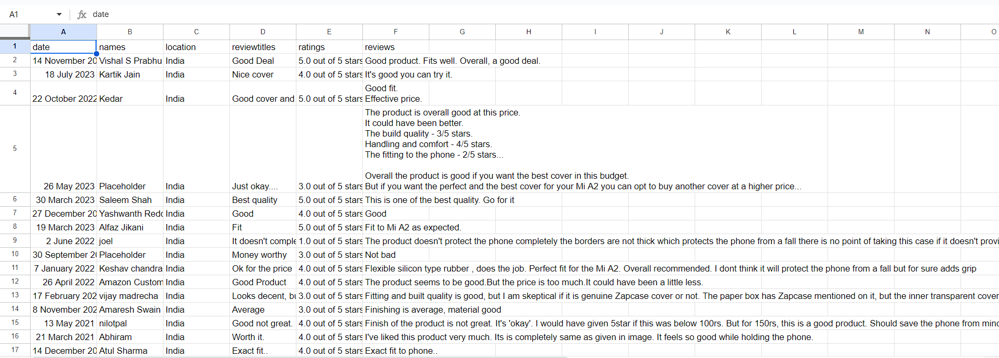 A1 fx date
A B C D E F G H I J K L M N O
1 date names location reviewtitles ratings reviews
2 14 November 20 Vishal S Prabhu India Good Deal 5.0 out of 5 stars Good product. Fits well. Overall, a good deal.
3 18 July 2023 Kartik Jain India Nice cover 4.0 out of 5 stars It's good you can try it.
Good fit.
4 22 October 2022 Kedar India Good cover and 5.0 out of 5 stars Effective price.
The product is overall good at this price.
It could have been better.
The build quality - 3/5 stars.
5 Handling and comfort - 4/5 stars.
The fitting to the phone - 2/5 stars...
Overall the product is good if you want the best cover in this budget.
26 May 2023 Placeholder India Just okay.... 3.0 out of 5 stars But if you want the perfect and the best cover for your Mi A2 you can opt to buy another cover at a higher price...
6 30 March 2023 Saleem Shah India Best quality 5.0 out of 5 stars This is one of the best quality. Go for it
7 27 December 20 Yashwanth India Good 4.0 out of 5 stars Good
8 19 March 2023 Alfaz Jikani India Fit 5.0 out of 5 stars Fit to Mi A2 as expected.
9 2 June 2022 joel India It doesn't 1.0 out of 5 stars The product doesn't protect the phone completely the borders are not thick which protects the phone from a fall there is no point of taking this case if it doesn't
10 30 September Placeholder India Money worthy 3.0 out of 5 stars Not bad
11 7 January 2022 Keshav chandra India Ok for the price 4.0 out of 5 stars Flexible silicon type rubber , does the job. Perfect fit for the Mi A2. Overall recommended. I dont think it will protect the phone from a fall but for sure adds grip
12 26 April 2022 Amazon Custom India Good Product 4.0 out of 5 stars The product seems to be good.But the price is too much.It could have been a little less.
13 17 February 202 vijay madrecha India Looks decent, 3.0 out of 5 stars Fitting and built quality is good, but I am skeptical if it is genuine Zapcase cover or not. The paper box has Zapcase mentioned on it, but the inner transparent cover
14 8 November 202 Amaresh Swain India Average 3.0 out of 5 stars Finishing is average, material good
15 13 May 2021 nilotpal India Good not great. 4.0 out of 5 stars Finish of the product is not great. It's 'okay'. I would have given 5star if this was below 100rs. But for 150rs, this is a good product. Should save the phone from
16 21 March 2021 Abhiram India Worth it. 4.0 out of 5 stars I've liked this product very much. Its is completely same as given in image. It feels so good while holding the phone.
17 14 December 20 Atul Sharma India Exact fit.. 4.0 out of 5 stars Exact fit to phone..